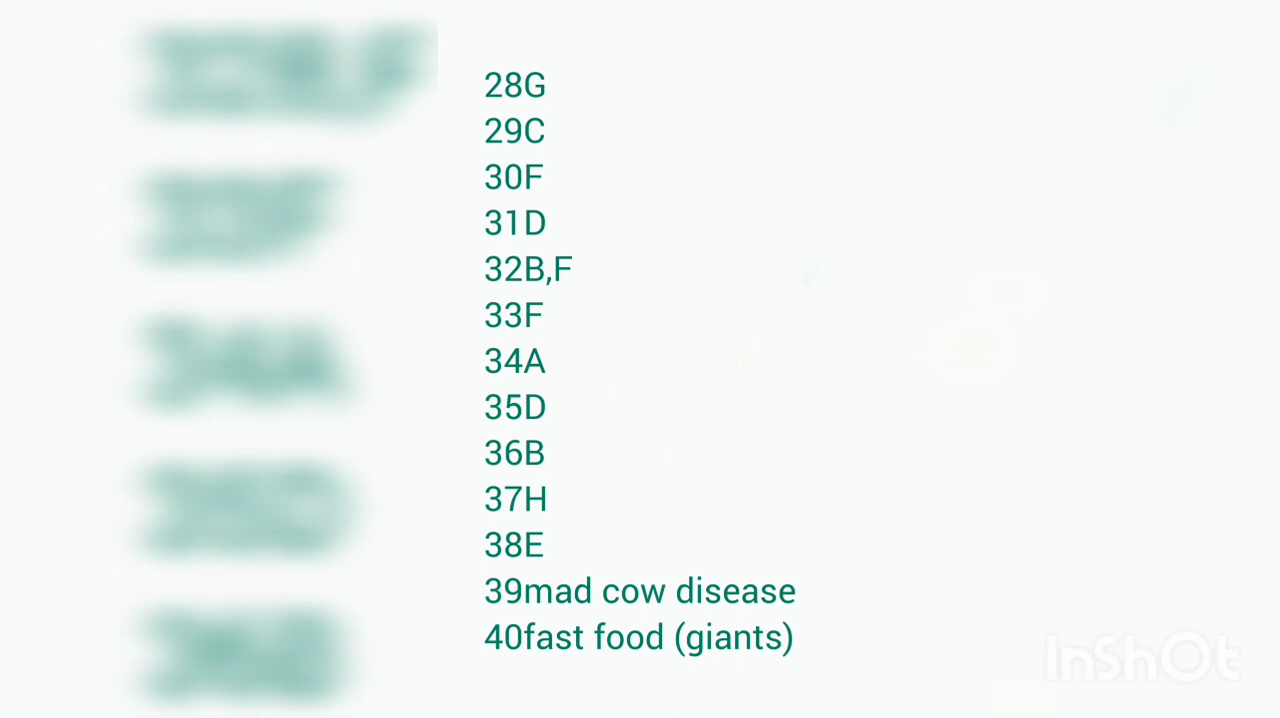 28G
29C
30F
31D
32B,F
33F
34A
35D
36B
37H
38E
39mad cow disease
40fast food (giants)
InShOt